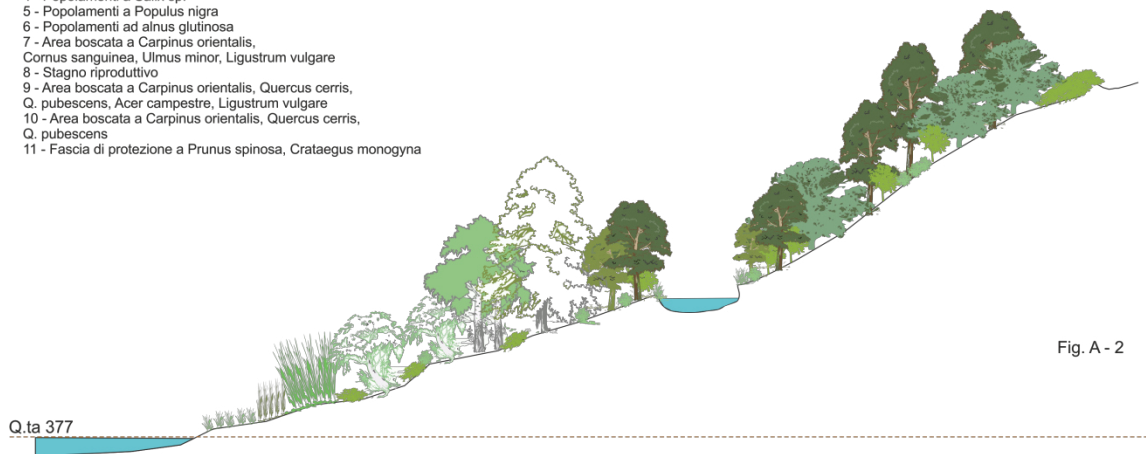 5 - Popolamenti a Populus nigra
6 - Popolamenti ad alnus glutinosa
7 - Area boscata a Carpinus orientalis,
Cornus sanguinea, Ulmus minor, Ligustrum vulgare
8 - Stagno riproduttivo
9 - Area boscata a Carpinus orientalis, Quercus cerris,
Q. pubescens, Acer campestre, Ligustrum vulgare
10 - Area boscata a Carpinus orientalis, Quercus cerris,
Q. pubescens
11 - Fascia di protezione a Prunus spinosa, Crataegus monogyna
Fig. A - 2
Q.ta 377